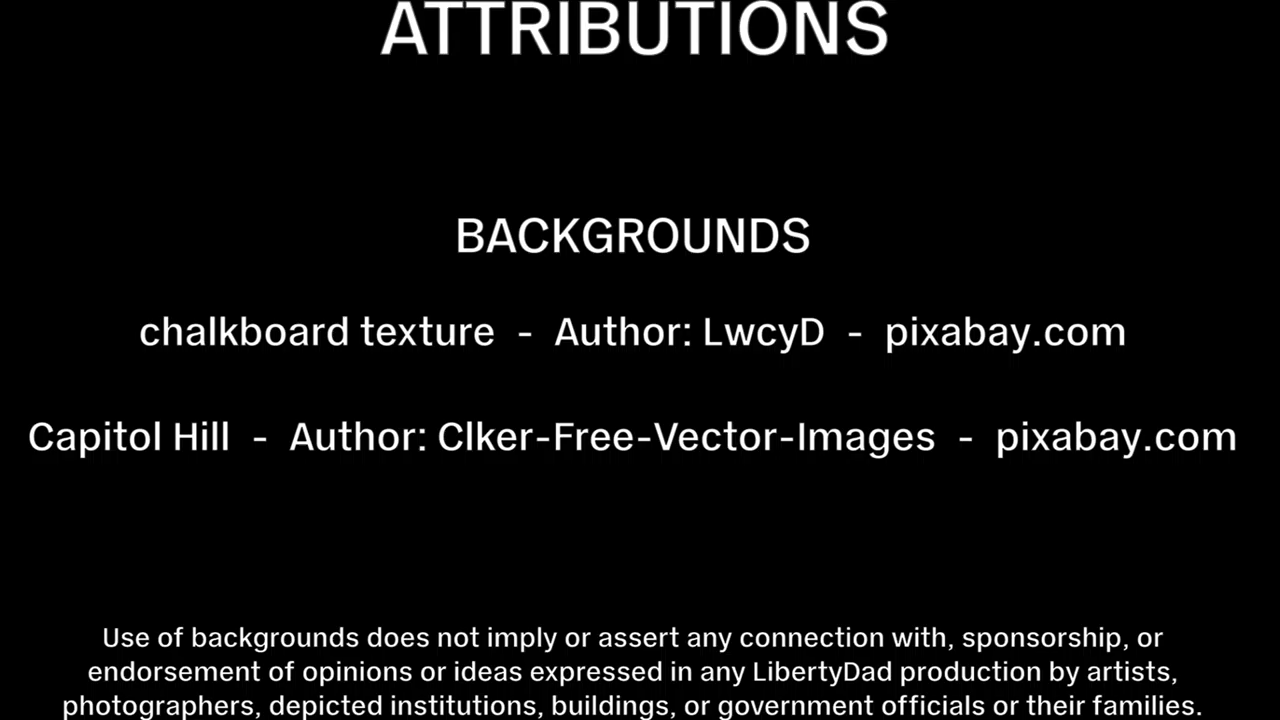 ATTRIBUTIONS
BACKGROUNDS
chalkboard texture - Author: LwcyD - pixabay.com
Capitol Hill - Author: Clker-Free-Vector-Images - pixabay.com
Use of backgrounds does not imply or assert any connection with, sponsorship, or
endorsement of opinions or ideas expressed in any LibertyDad production by artists,
photographers, depicted institutions, buildings, or government officials or their families.